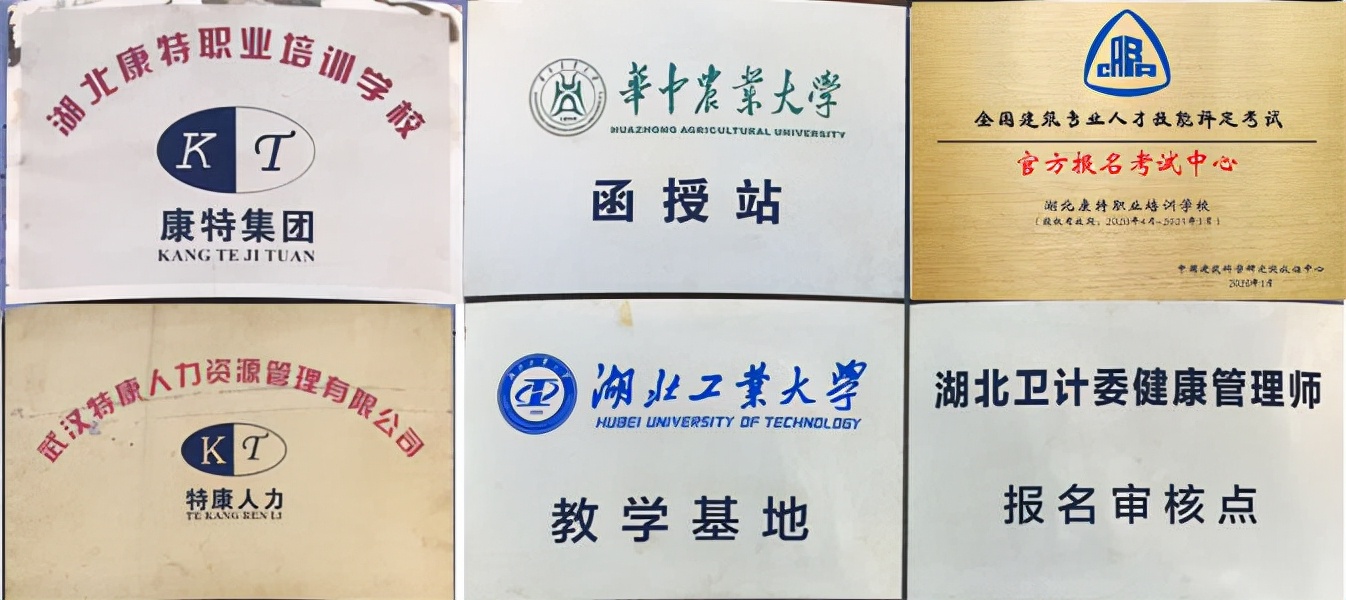 湖北康特职业培训学校
K T
康特集团
KANG TE JI TUAN
華中农業大学
HUAZHONG AGRICULTURAL UNIVERSITY
函授站
CABR
全国建筑专业人才技能评定考试
官方报名考试中心
湖北康特职业培训学校
武汉特康人力资源管理有限公司
K T
特康人力
TE KANG REN LI
湖北工業大学
HUBEI UNIVERSITY OF TECHNOLOGY
教学基地
湖北卫计委健康管理师
报名审核点